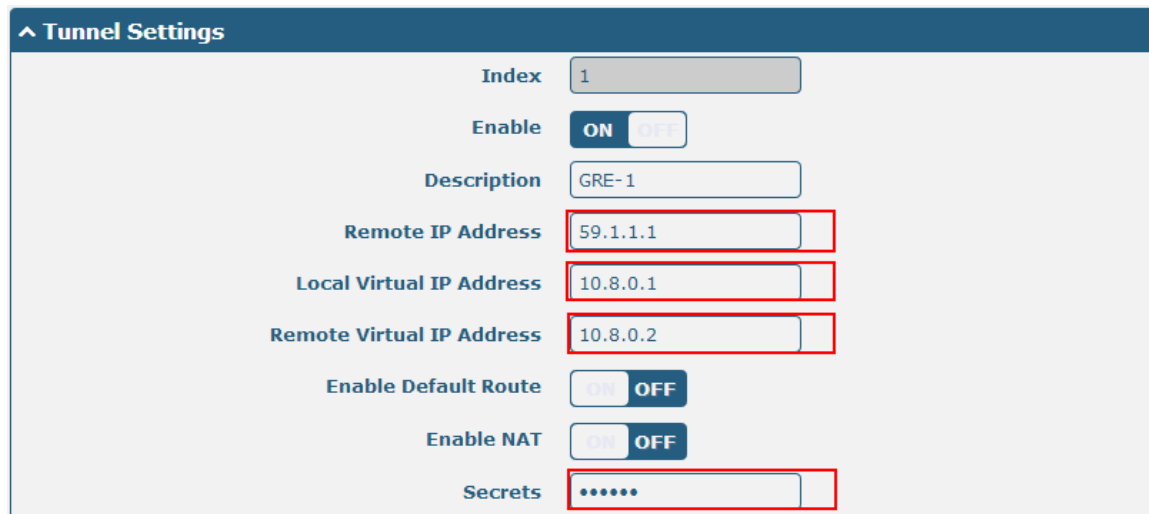 Tunnel Settings
Index 1
Enable ON OFF
Description GRE-1
Remote IP Address 59.1.1.1
Local Virtual IP Address 10.8.0.1
Remote Virtual IP Address 10.8.0.2
Enable Default Route ON OFF
Enable NAT ON OFF
Secrets ••••••